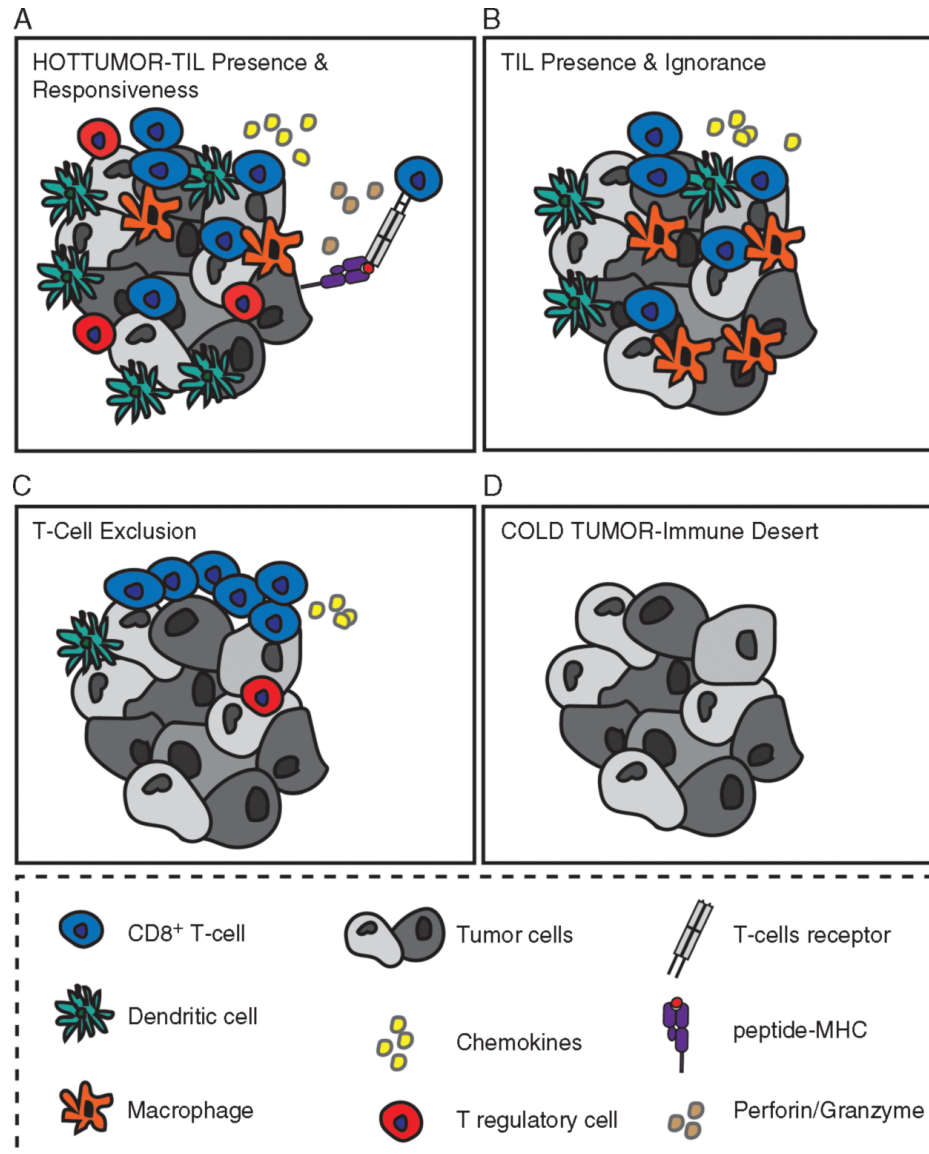 A
HOTTUMOR-TIL Presence &
Responsiveness
B
TIL Presence & Ignorance
C
T-Cell Exclusion
D
COLD TUMOR-Immune Desert
CD8+ T-cell
Tumor cells
T-cells receptor
Dendritic cell
Chemokines
peptide-MHC
Macrophage
T regulatory cell
Perforin/Granzyme